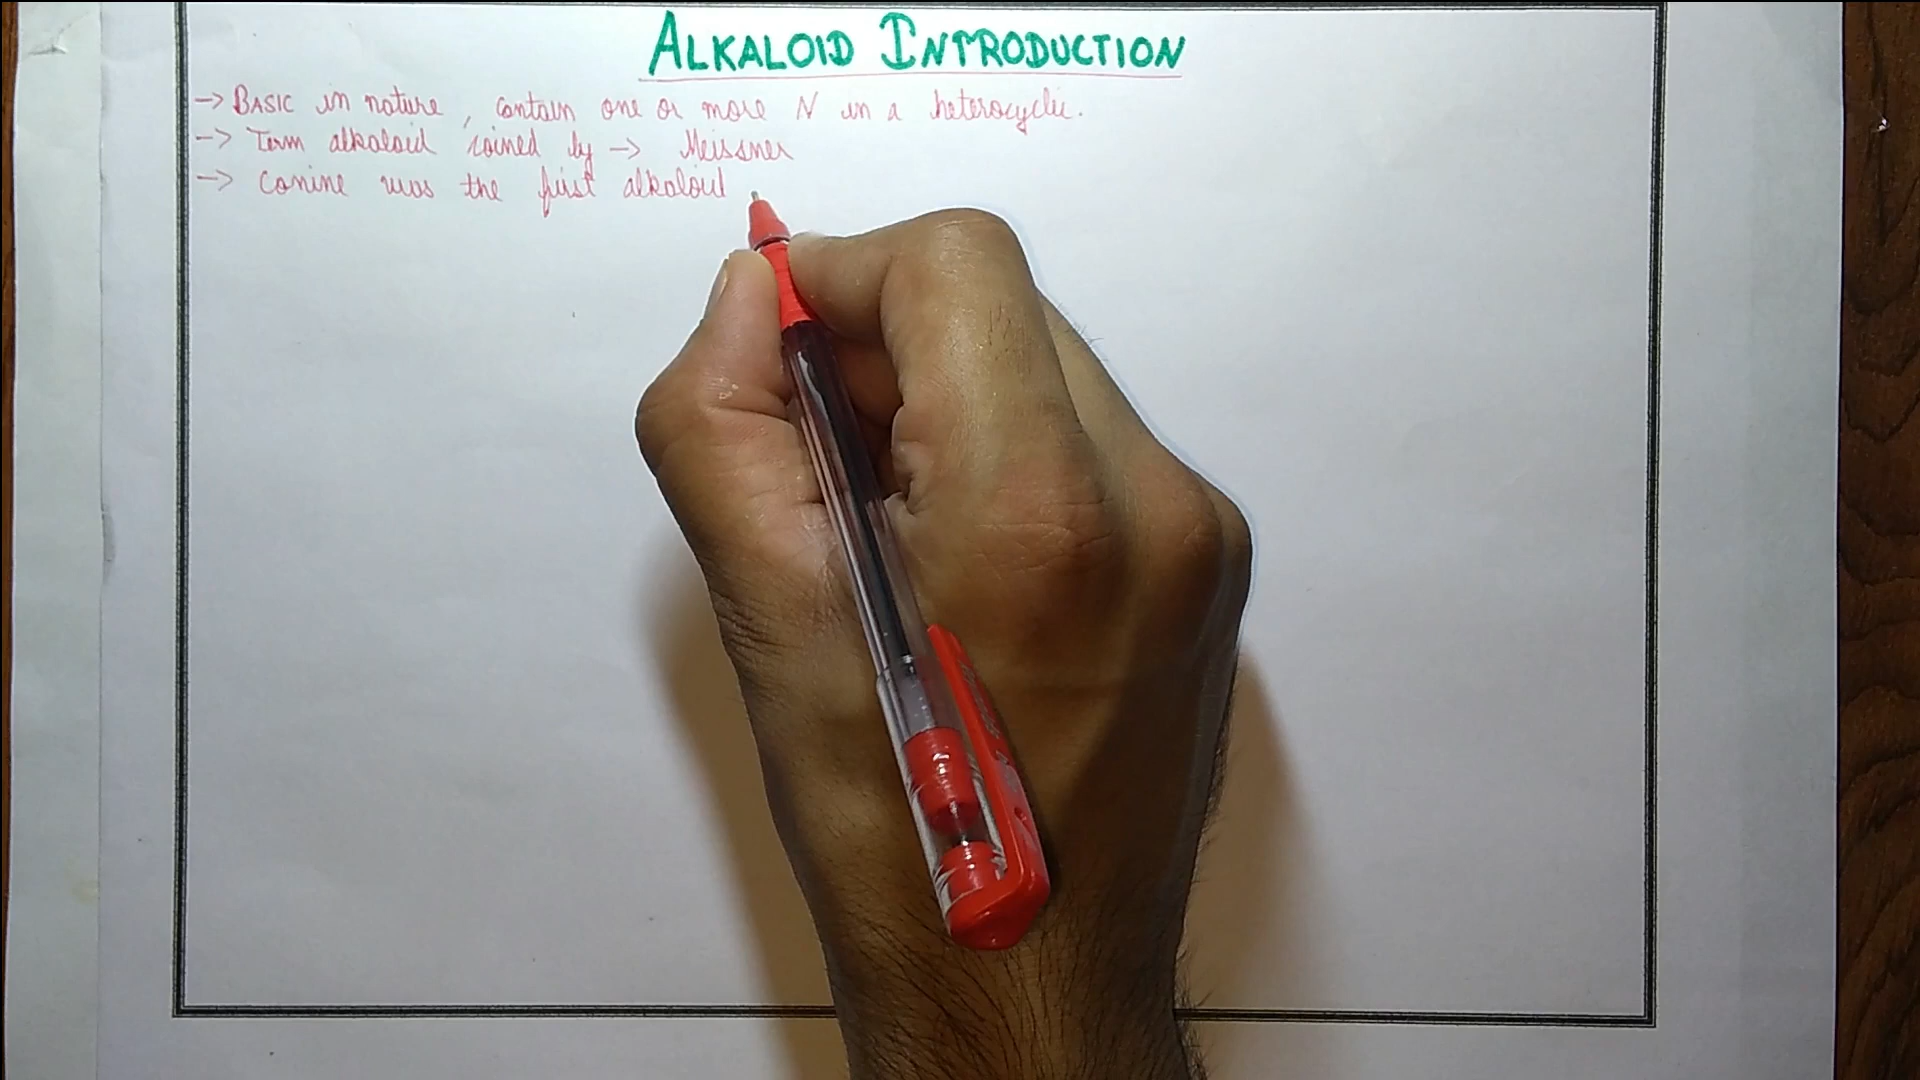 ALKALOID INTRODUCTION
→ BASIC in nature, contain one or more N in a heterocyclic.
→ Term alkaloid coined by → Meissner
→ Conine was the first alkaloid